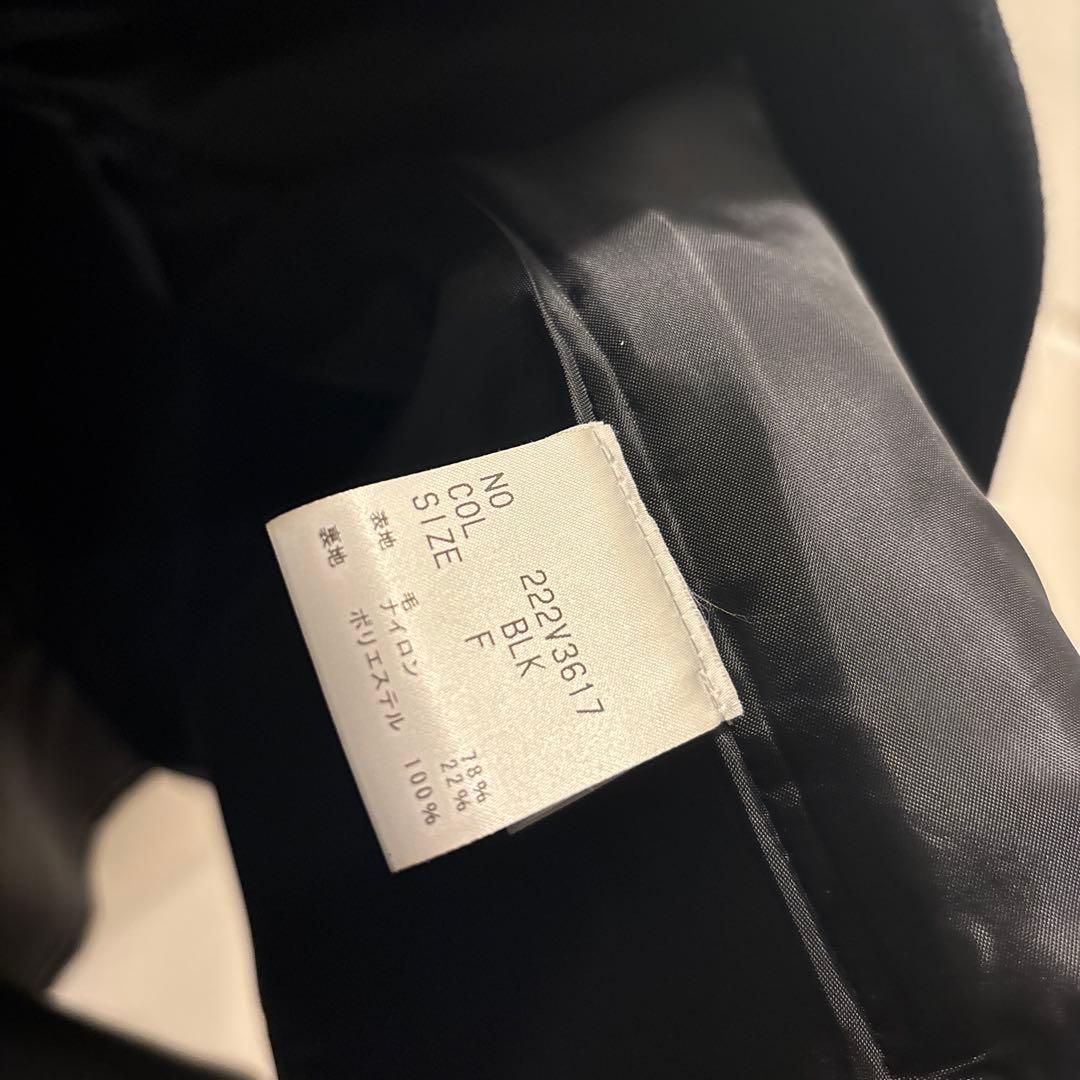 NO 222V3617
COL BLK
SIZE F
表地 毛 78%
ナイロン 22%
裏地 ポリエステル 100%